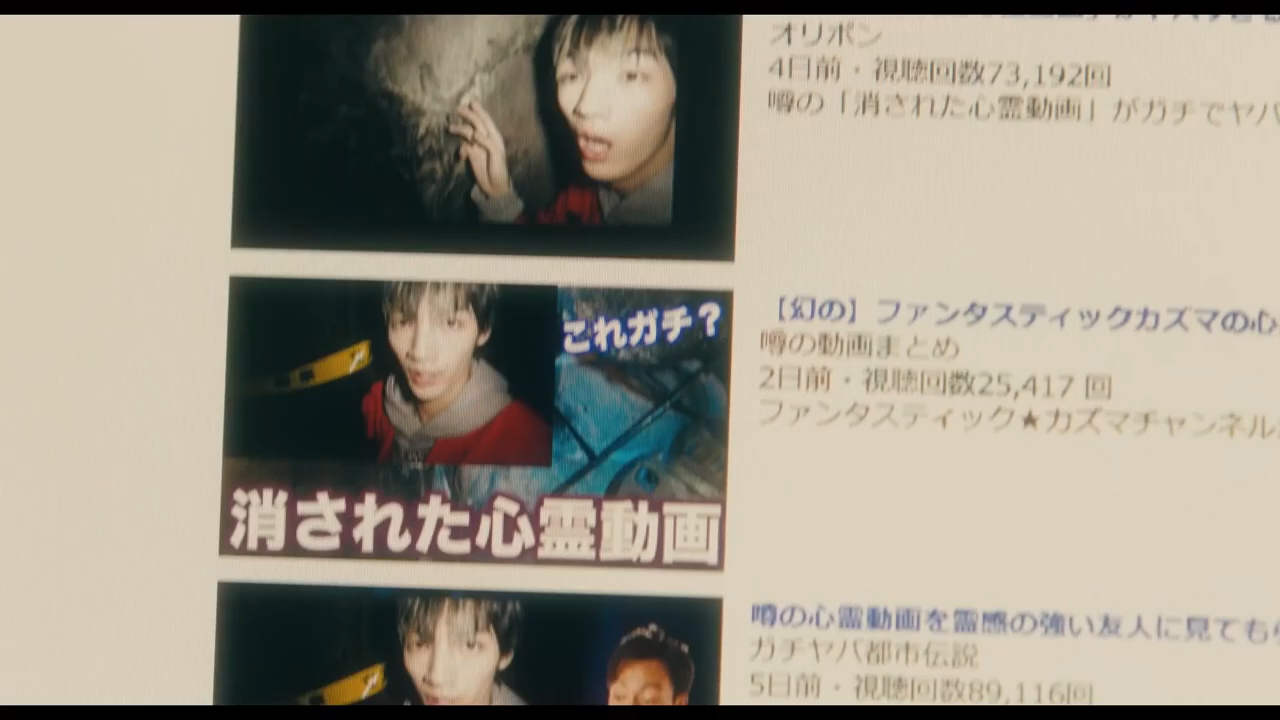 オリポン
4日前・視聴回数73,192回
噂の「消された心霊動画」がガチでヤバ
これガチ？
消された心霊動画
【幻の】ファンタスティックカズマの心
噂の動画まとめ
2日前・視聴回数25,417 回
ファンタスティック★カズマチャンネル
噂の心霊動画を霊感の強い友人に見ても
ガチヤバ都市伝説
5日前・視聴回数89,116回